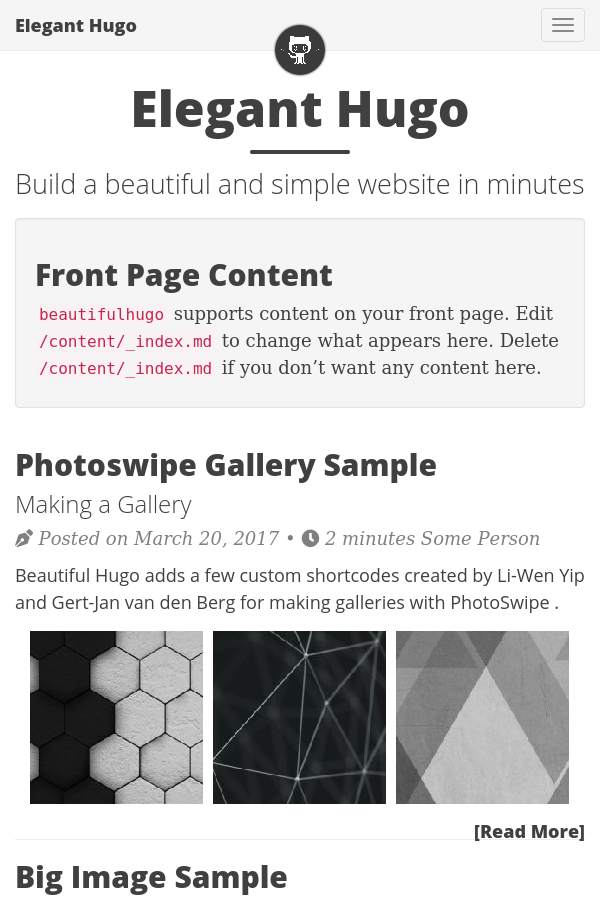 Elegant Hugo
Elegant Hugo
Build a beautiful and simple website in minutes
Front Page Content
beautifulhugo supports content on your front page. Edit
/content/_index.md to change what appears here. Delete
/content/_index.md if you don’t want any content here.
Photoswipe Gallery Sample
Making a Gallery
Posted on March 20, 2017 • 2 minutes Some Person
Beautiful Hugo adds a few custom shortcodes created by Li-Wen Yip
and Gert-Jan van den Berg for making galleries with PhotoSwipe .
[Read More]
Big Image Sample